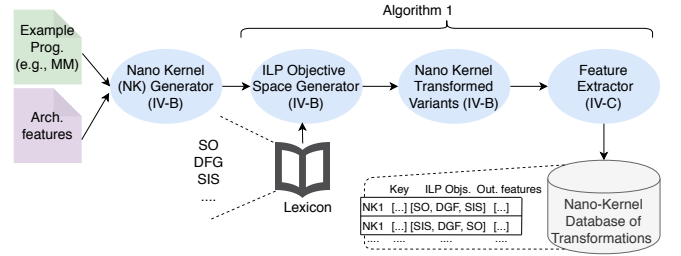 Algorithm 1
Example
Prog.
(e.g., MM)
Arch.
features
Nano Kernel
(NK) Generator
(IV-B)
ILP Objective
Space Generator
(IV-B)
Nano Kernel
Transformed
Variants (IV-B)
Feature
Extractor
(IV-C)
SO
DFG
SIS
....
Lexicon
Key ILP Objs. Out. features
NK1 [...] [SO, DGF, SIS] [...]
NK1 [...] [SIS, DGF, SO] [...]
.... .... .... ....
Nano-Kernel
Database of
Transformations